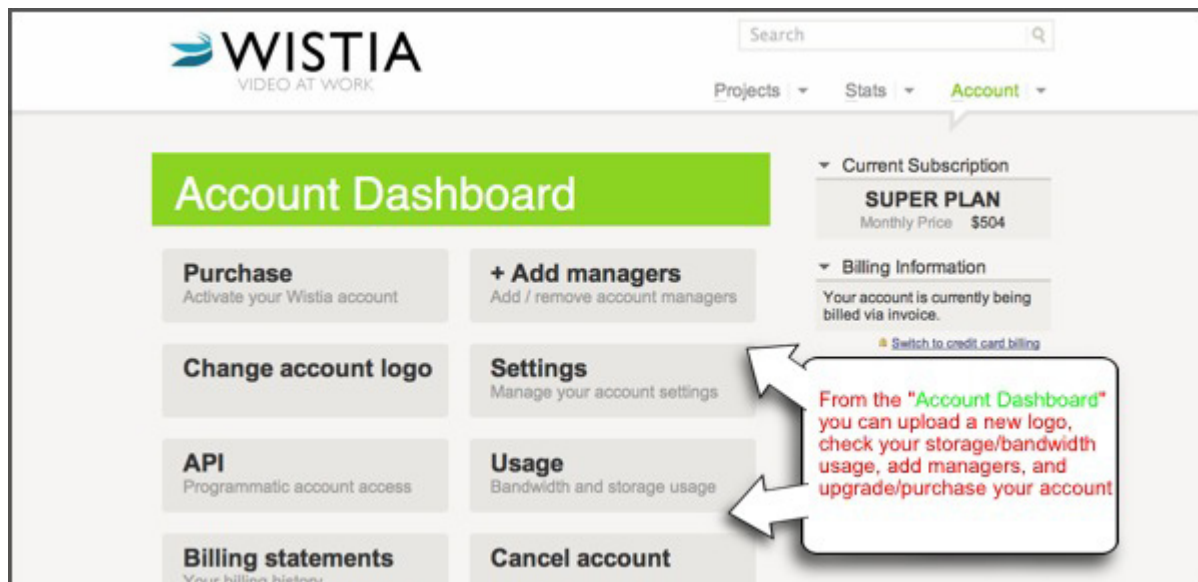 WISTIA
VIDEO AT WORK
Search
Projects
Stats
Account
Account Dashboard
Current Subscription
SUPER PLAN
Monthly Price $504
Purchase
Activate your Wistia account
+ Add managers
Add / remove account managers
Billing Information
Your account is currently being
billed via invoice.
Switch to credit card billing
Change account logo
Settings
Manage your account settings
From the "Account Dashboard"
you can upload a new logo,
check your storage/bandwidth
usage, add managers, and
upgrade/purchase your account
API
Programmatic account access
Usage
Bandwidth and storage usage
Billing statements
Your billing history
Cancel account